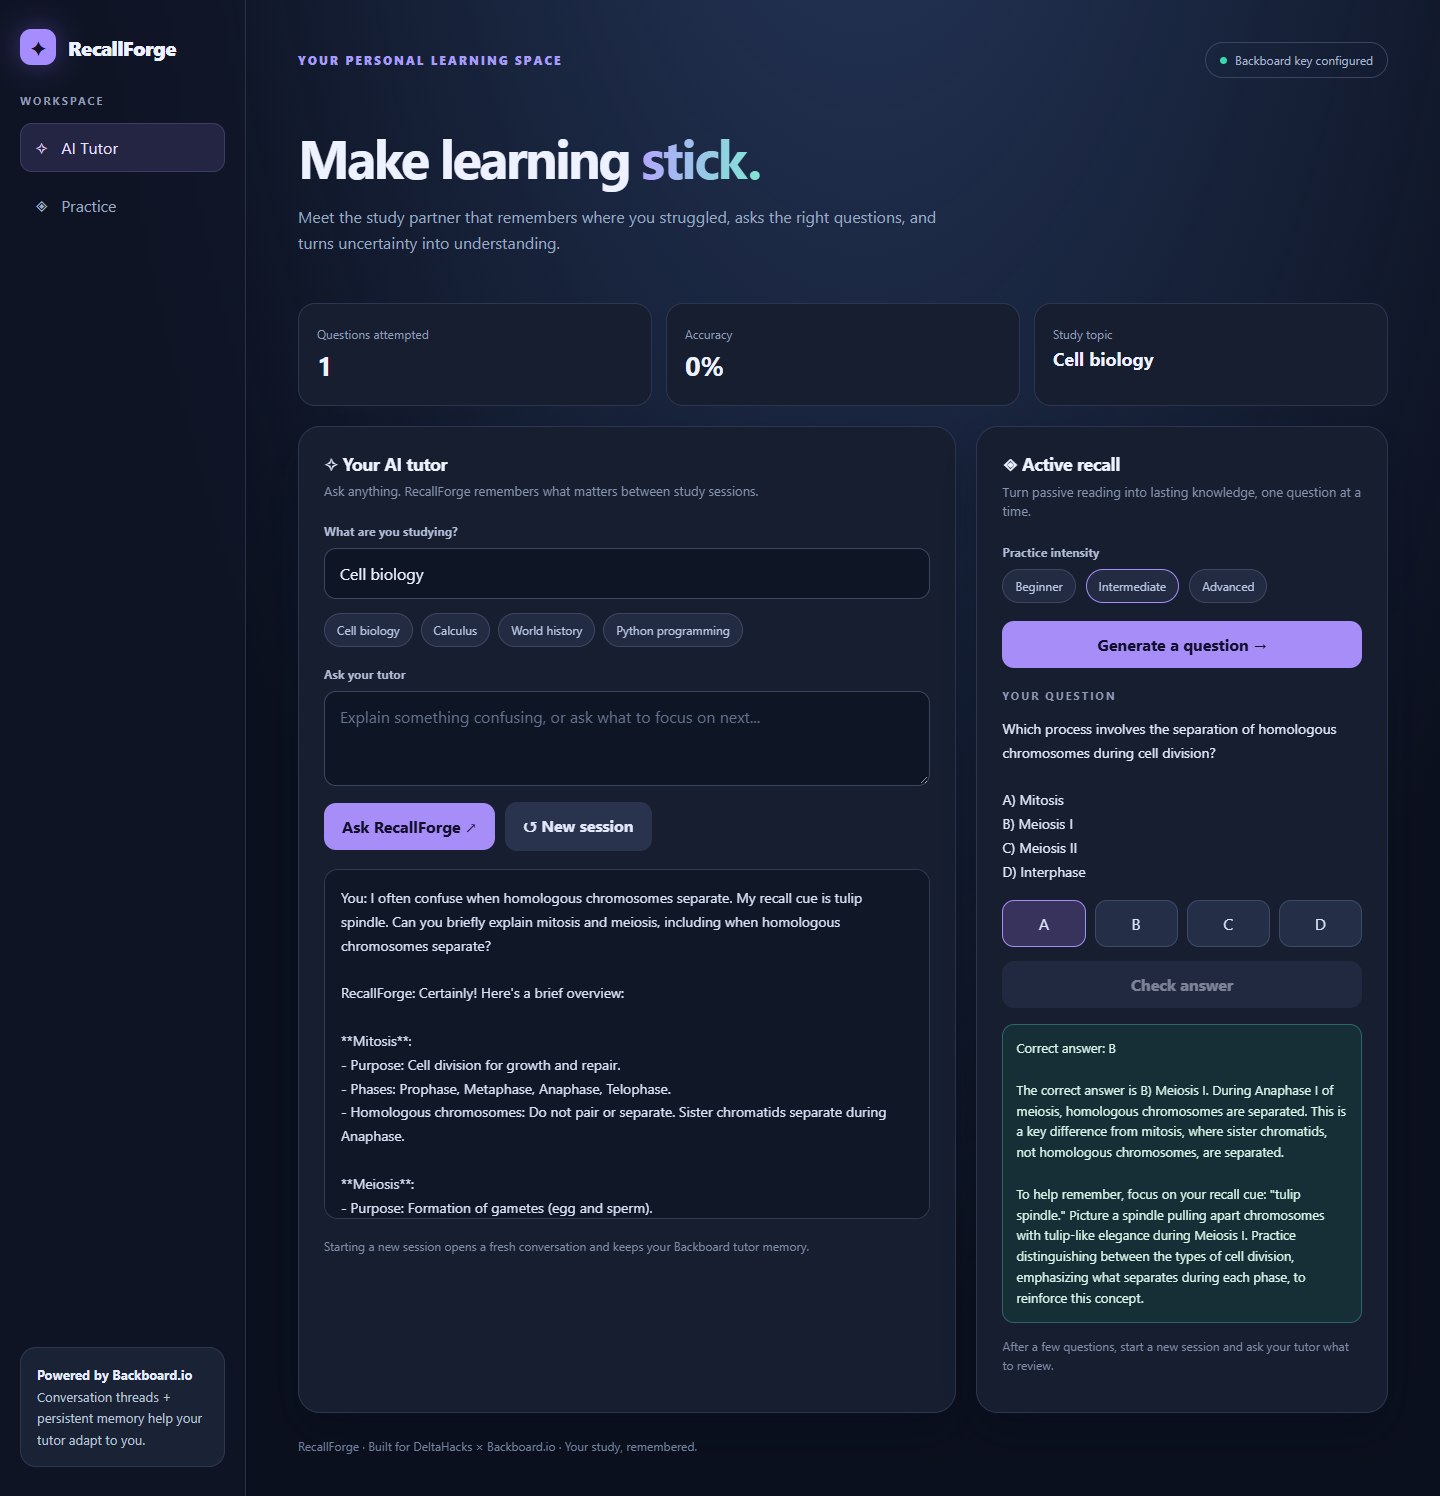 RecallForge
WORKSPACE
AI Tutor
Practice
Powered by Backboard.io
Conversation threads +
persistent memory help your
tutor adapt to you.
YOUR PERSONAL LEARNING SPACE
Backboard key configured
Make learning stick.
Meet the study partner that remembers where you struggled, asks the right questions, and
turns uncertainty into understanding.
Questions attempted
1
Accuracy
0%
Study topic
Cell biology
Your AI tutor
Ask anything. RecallForge remembers what matters between study sessions.
What are you studying?
Cell biology
Cell biology
Calculus
World history
Python programming
Ask your tutor
Explain something confusing, or ask what to focus on next...
Ask RecallForge ↗
↺ New session
You: I often confuse when homologous chromosomes separate. My recall cue is tulip
spindle. Can you briefly explain mitosis and meiosis, including when homologous
chromosomes separate?
RecallForge: Certainly! Here's a brief overview:
**Mitosis**:
- Purpose: Cell division for growth and repair.
- Phases: Prophase, Metaphase, Anaphase, Telophase.
- Homologous chromosomes: Do not pair or separate. Sister chromatids separate during
Anaphase.
**Meiosis**:
- Purpose: Formation of gametes (egg and sperm).
Starting a new session opens a fresh conversation and keeps your Backboard tutor memory.
Active recall
Turn passive reading into lasting knowledge, one question at a
time.
Practice intensity
Beginner
Intermediate
Advanced
Generate a question →
YOUR QUESTION
Which process involves the separation of homologous
chromosomes during cell division?
A) Mitosis
B) Meiosis I
C) Meiosis II
D) Interphase
A
B
C
D
Check answer
Correct answer: B
The correct answer is B) Meiosis I. During Anaphase I of
meiosis, homologous chromosomes are separated. This is
a key difference from mitosis, where sister chromatids,
not homologous chromosomes, are separated.
To help remember, focus on your recall cue: "tulip
spindle." Picture a spindle pulling apart chromosomes
with tulip-like elegance during Meiosis I. Practice
distinguishing between the types of cell division,
emphasizing what separates during each phase, to
reinforce this concept.
After a few questions, start a new session and ask your tutor what
to review.
RecallForge · Built for DeltaHacks × Backboard.io · Your study, remembered.